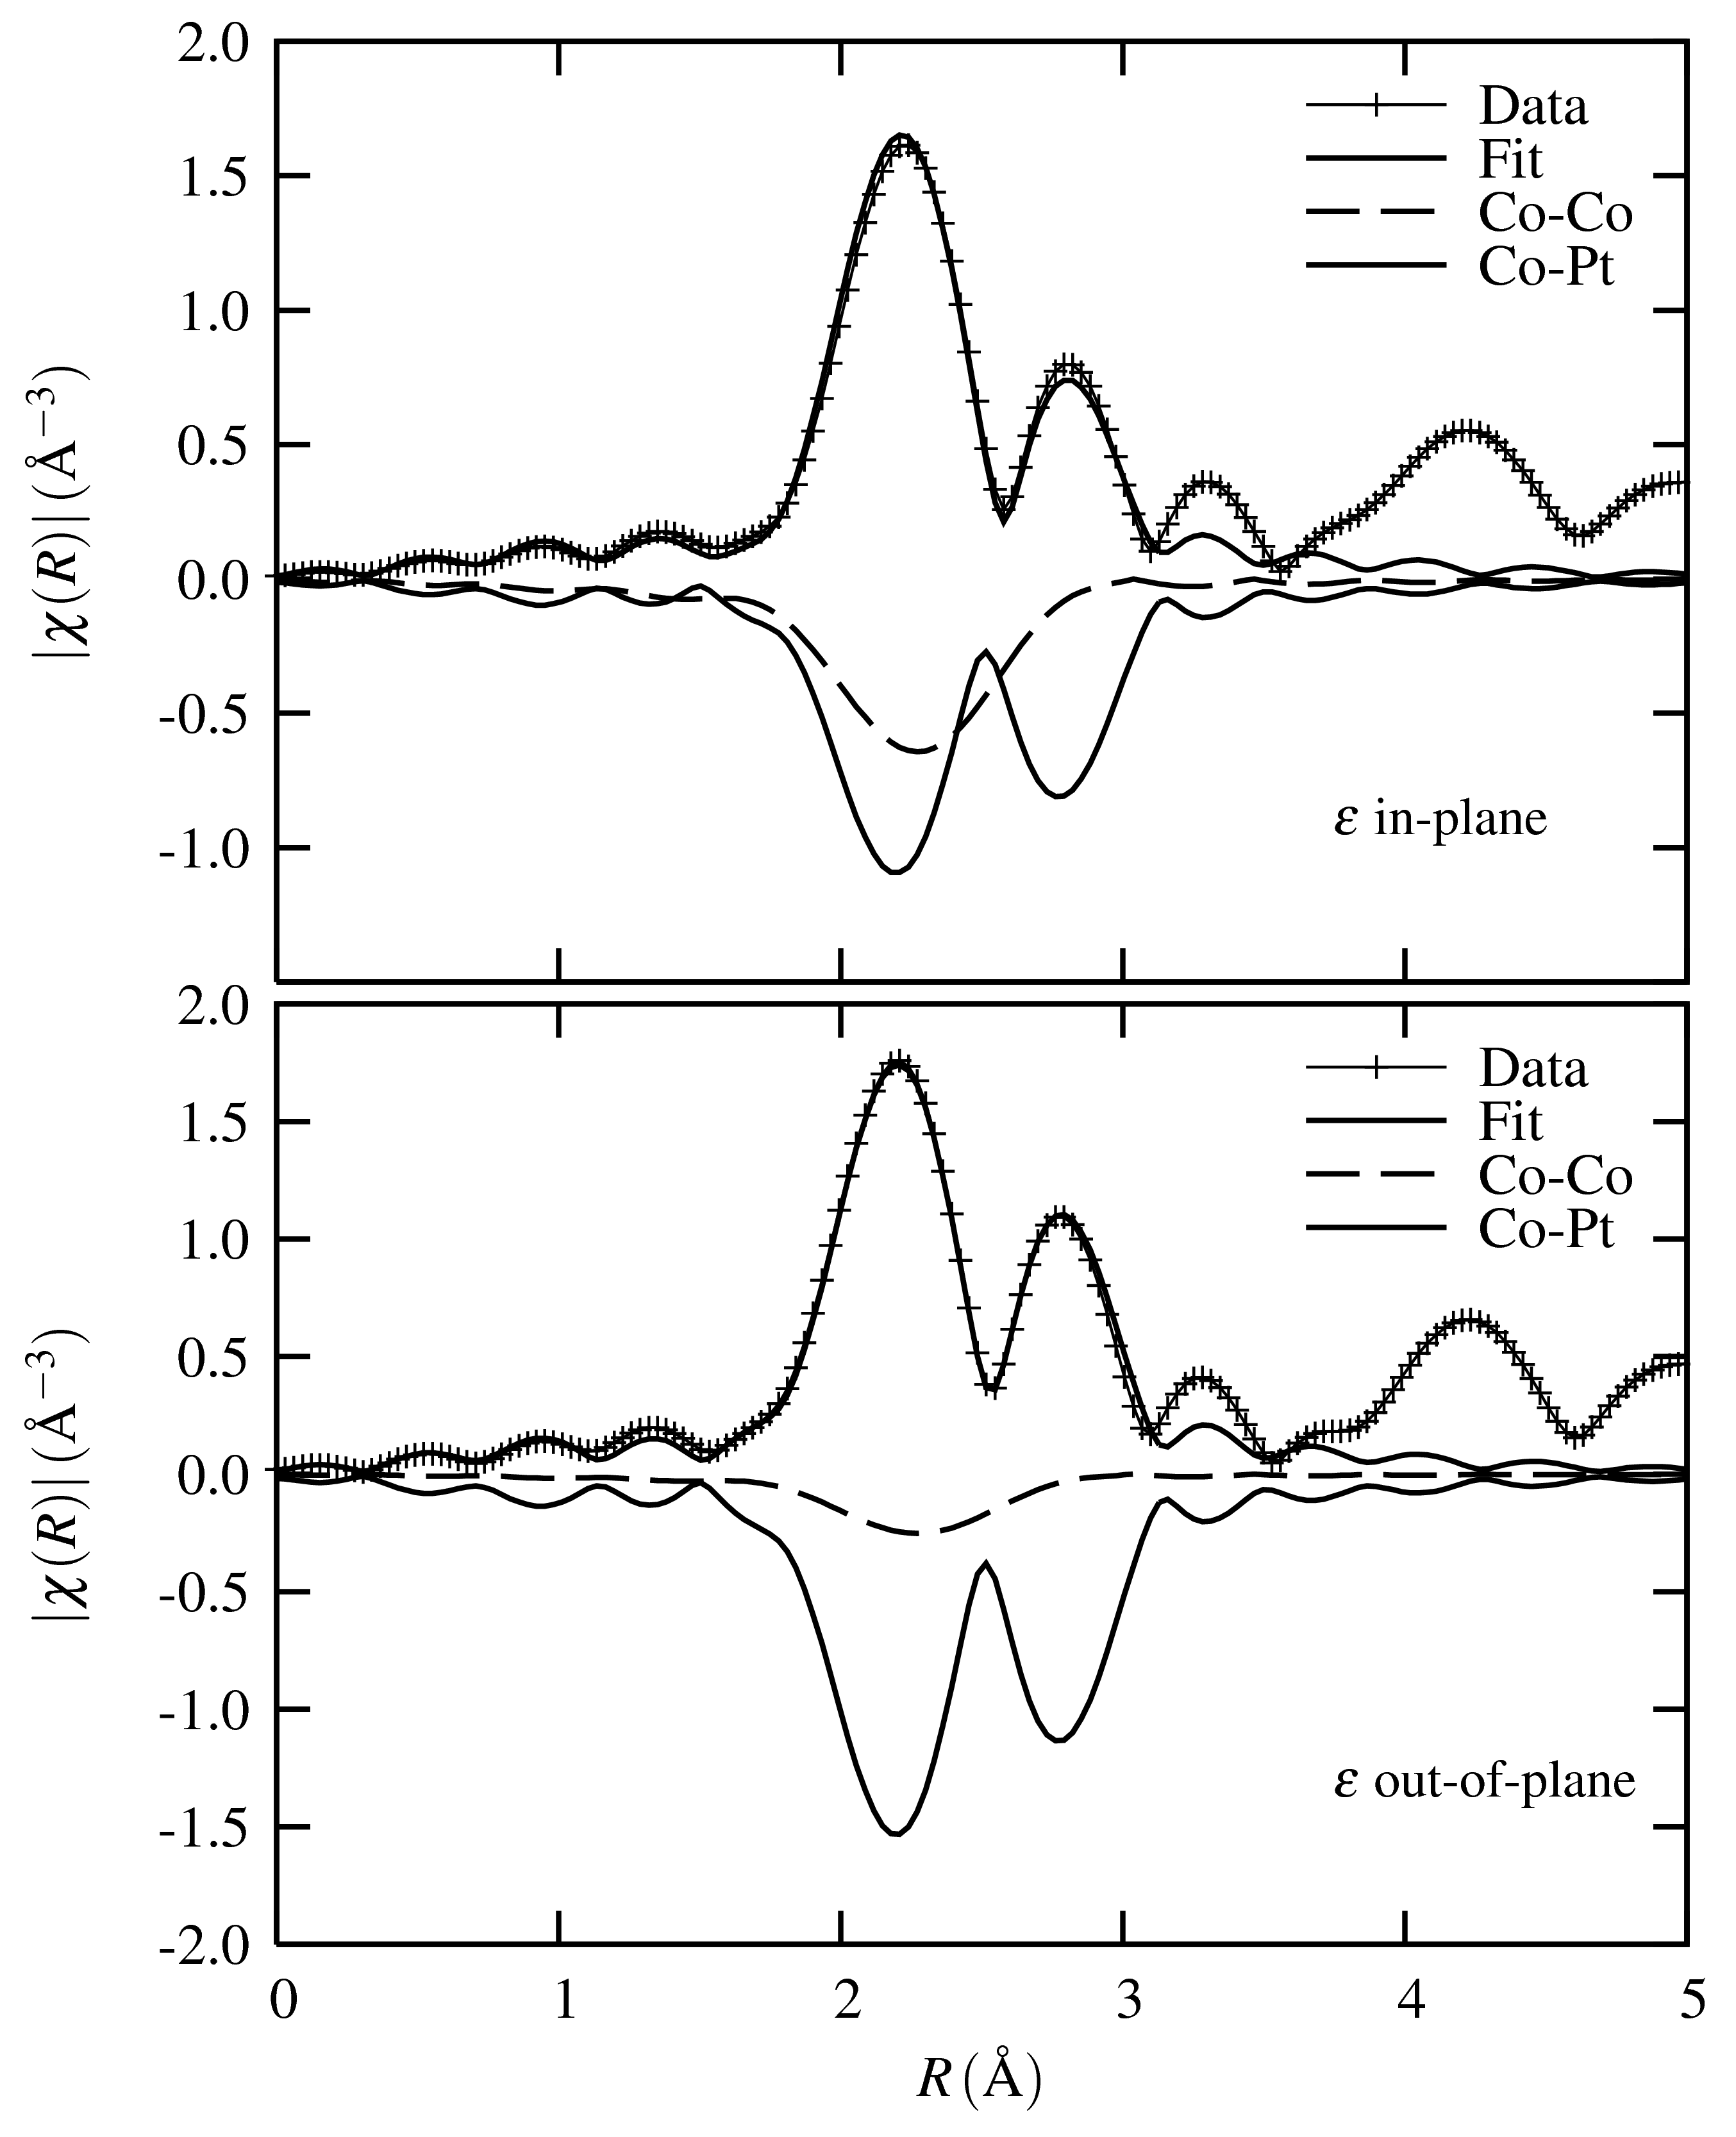 2.0
1.5
1.0
0.5
0.0
-0.5
-1.0
|χ(R)| (Å⁻³)
Data
Fit
Co-Co
Co-Pt
ε in-plane
2.0
1.5
1.0
0.5
0.0
-0.5
-1.0
-1.5
-2.0
|χ(R)| (Å⁻³)
Data
Fit
Co-Co
Co-Pt
ε out-of-plane
0 1 2 3 4 5
R (Å)